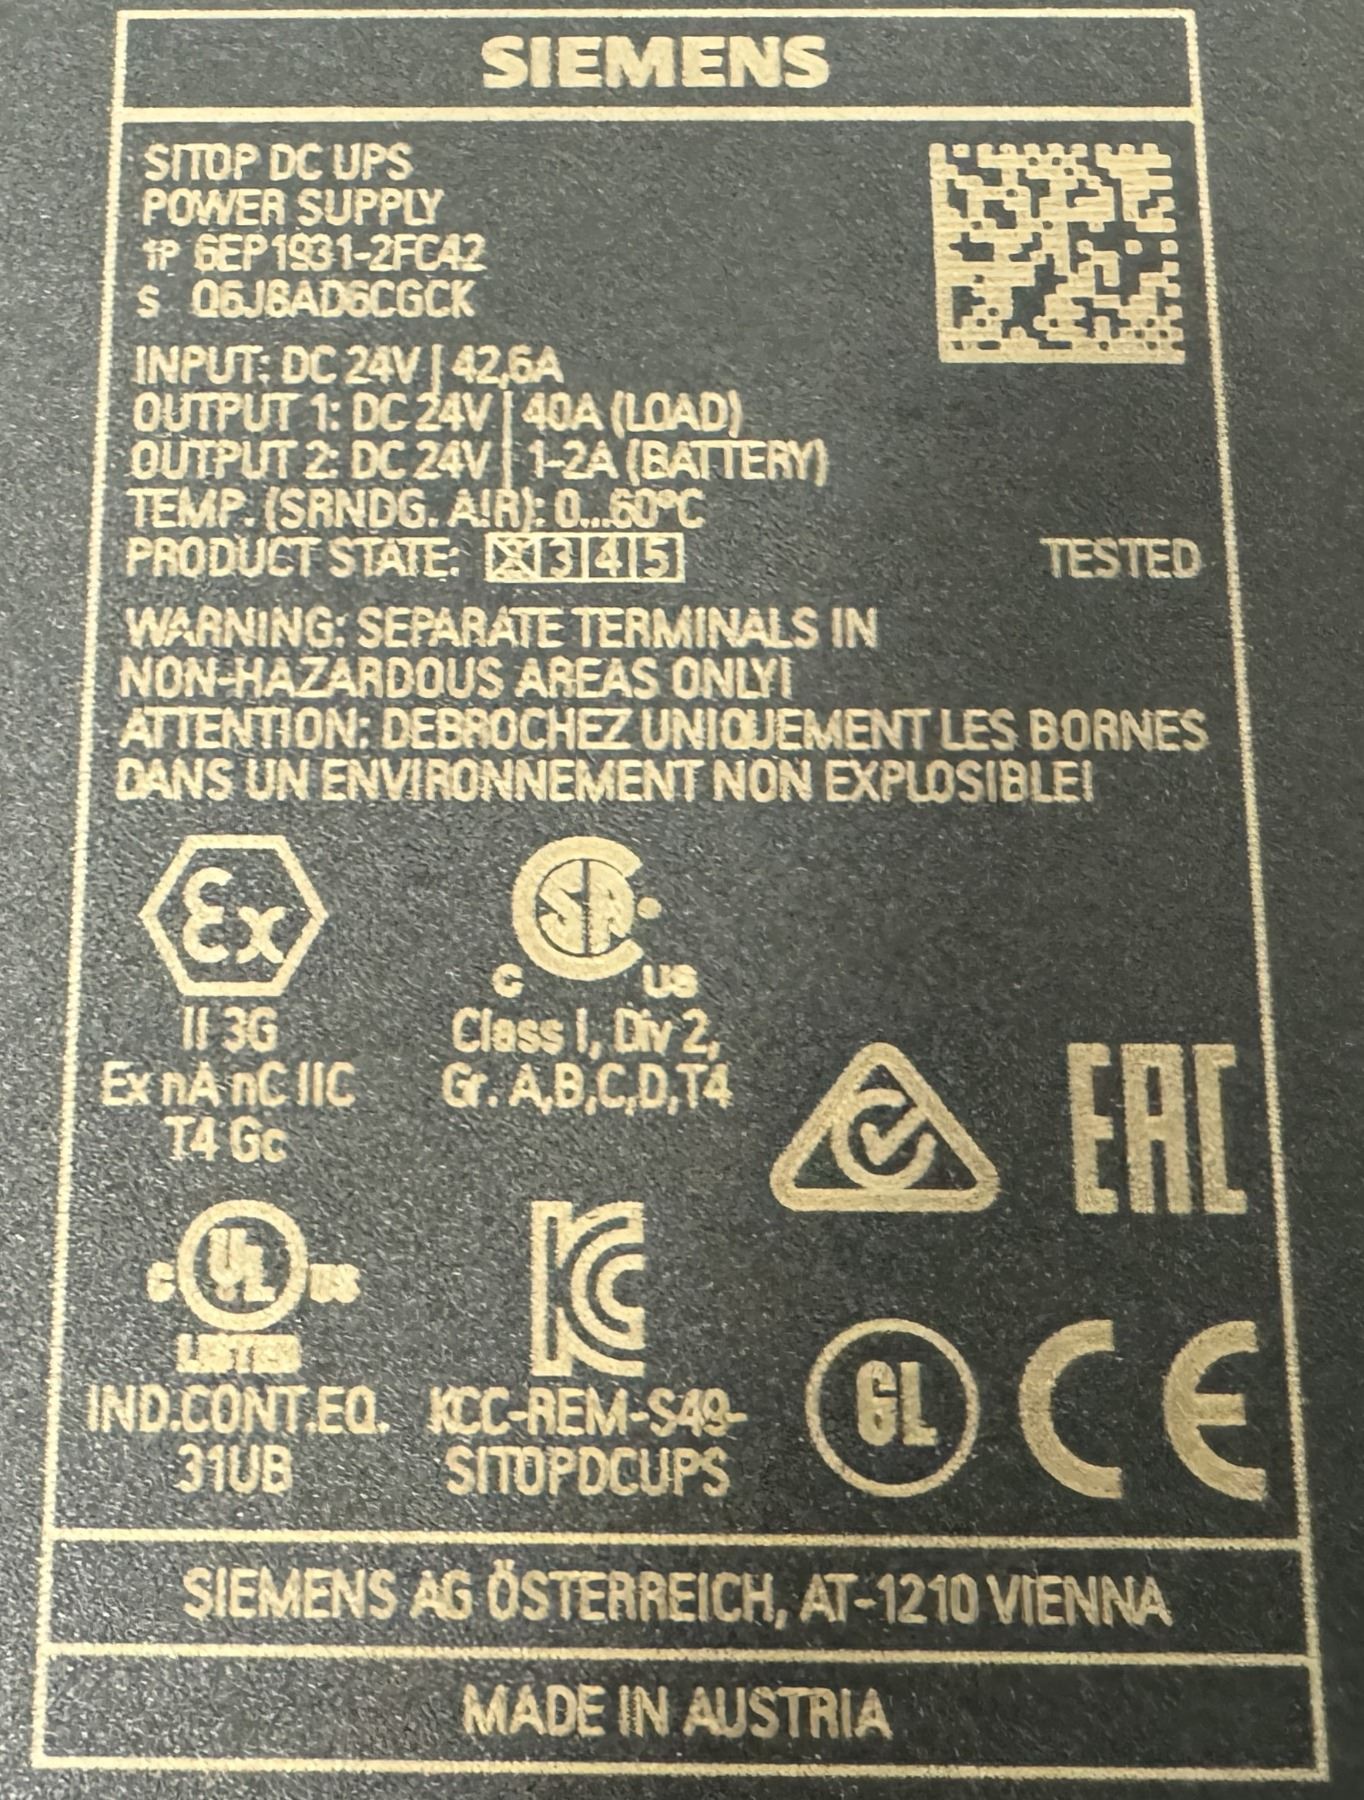 SIEMENS
SITOP DC UPS
POWER SUPPLY
1P 6EP1931-2FC42
S Q6J8AD6CGCK
INPUT: DC 24V | 42,6A
OUTPUT 1: DC 24V | 40A (LOAD)
OUTPUT 2: DC 24V | 1-2A (BATTERY)
TEMP. (SRNDG. AIR): 0...60°C
PRODUCT STATE: X 3 4 5 TESTED
WARNING: SEPARATE TERMINALS IN
NON-HAZARDOUS AREAS ONLY!
ATTENTION: DEBROCHEZ UNIQUEMENT LES BORNES
DANS UN ENVIRONNEMENT NON EXPLOSIBLE!
Ex
II 3G
Ex nA nC IIC
T4 Gc
C SA US
Class I, Div 2,
Gr. A,B,C,D,T4
EAC
C UL US
LISTED
IND.CONT.EQ.
31UB
KC
KCC-REM-S49-
SITOPDCUPS
GL CE
SIEMENS AG ÖSTERREICH, AT-1210 VIENNA
MADE IN AUSTRIA